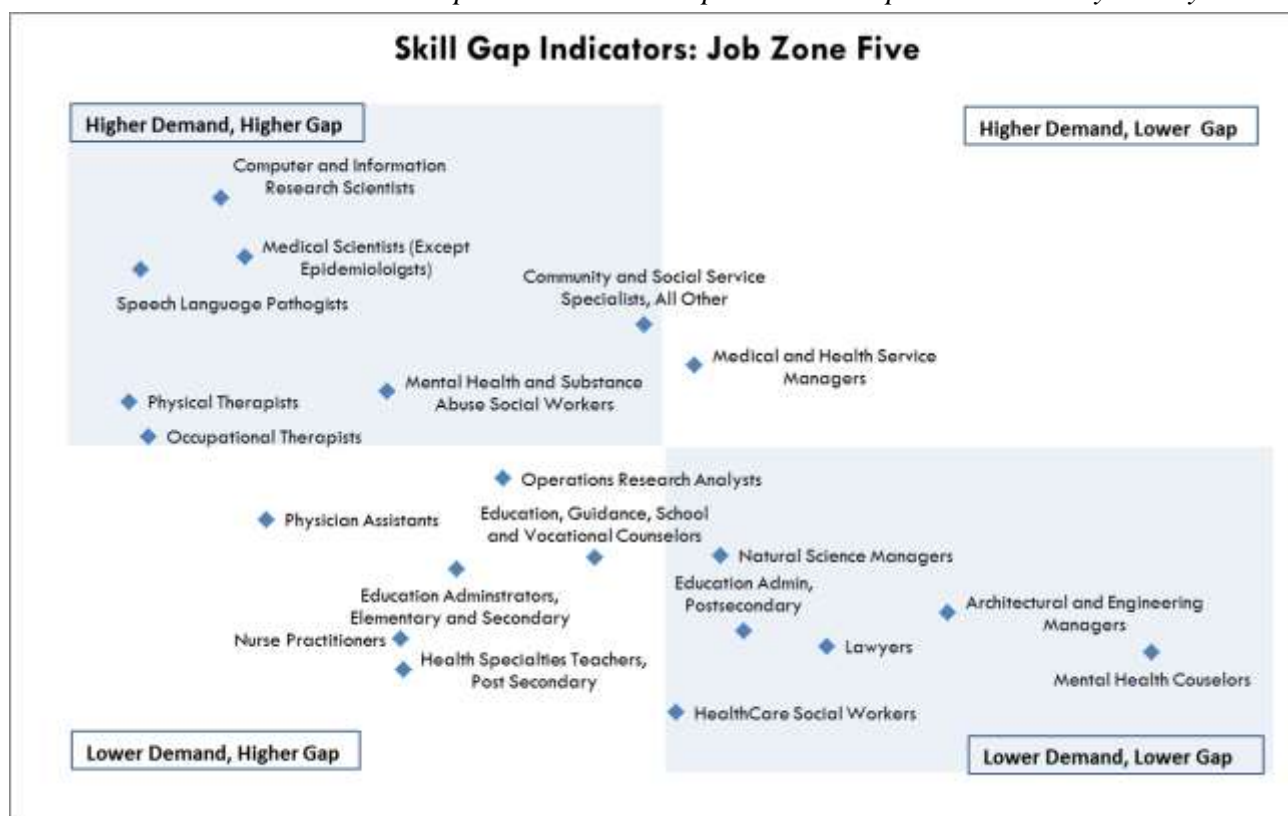 Skill Gap Indicators: Job Zone Five
Higher Demand, Higher Gap
Higher Demand, Lower Gap
Computer and Information
Research Scientists
Medical Scientists (Except
Epidemioloigsts)
Speech Language Pathogists
Community and Social Service
Specialists, All Other
Medical and Health Service
Managers
Mental Health and Substance
Abuse Social Workers
Physical Therapists
Occupational Therapists
Operations Research Analysts
Physician Assistants
Education, Guidance, School
and Vocational Counselors
Natural Science Managers
Education Adminstrators,
Elementary and Secondary
Education Admin,
Postsecondary
Architectural and Engineering
Managers
Nurse Practitioners
Lawyers
Health Specialties Teachers,
Post Secondary
Mental Health Couselors
HealthCare Social Workers
Lower Demand, Higher Gap
Lower Demand, Lower Gap